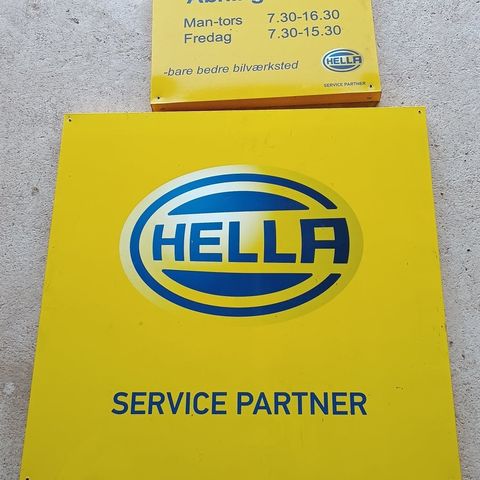 Man-tors 7.30-16.30
Fredag 7.30-15.30
-bare bedre bilværksted
HELLA
SERVICE PARTNER
HELLA
SERVICE PARTNER